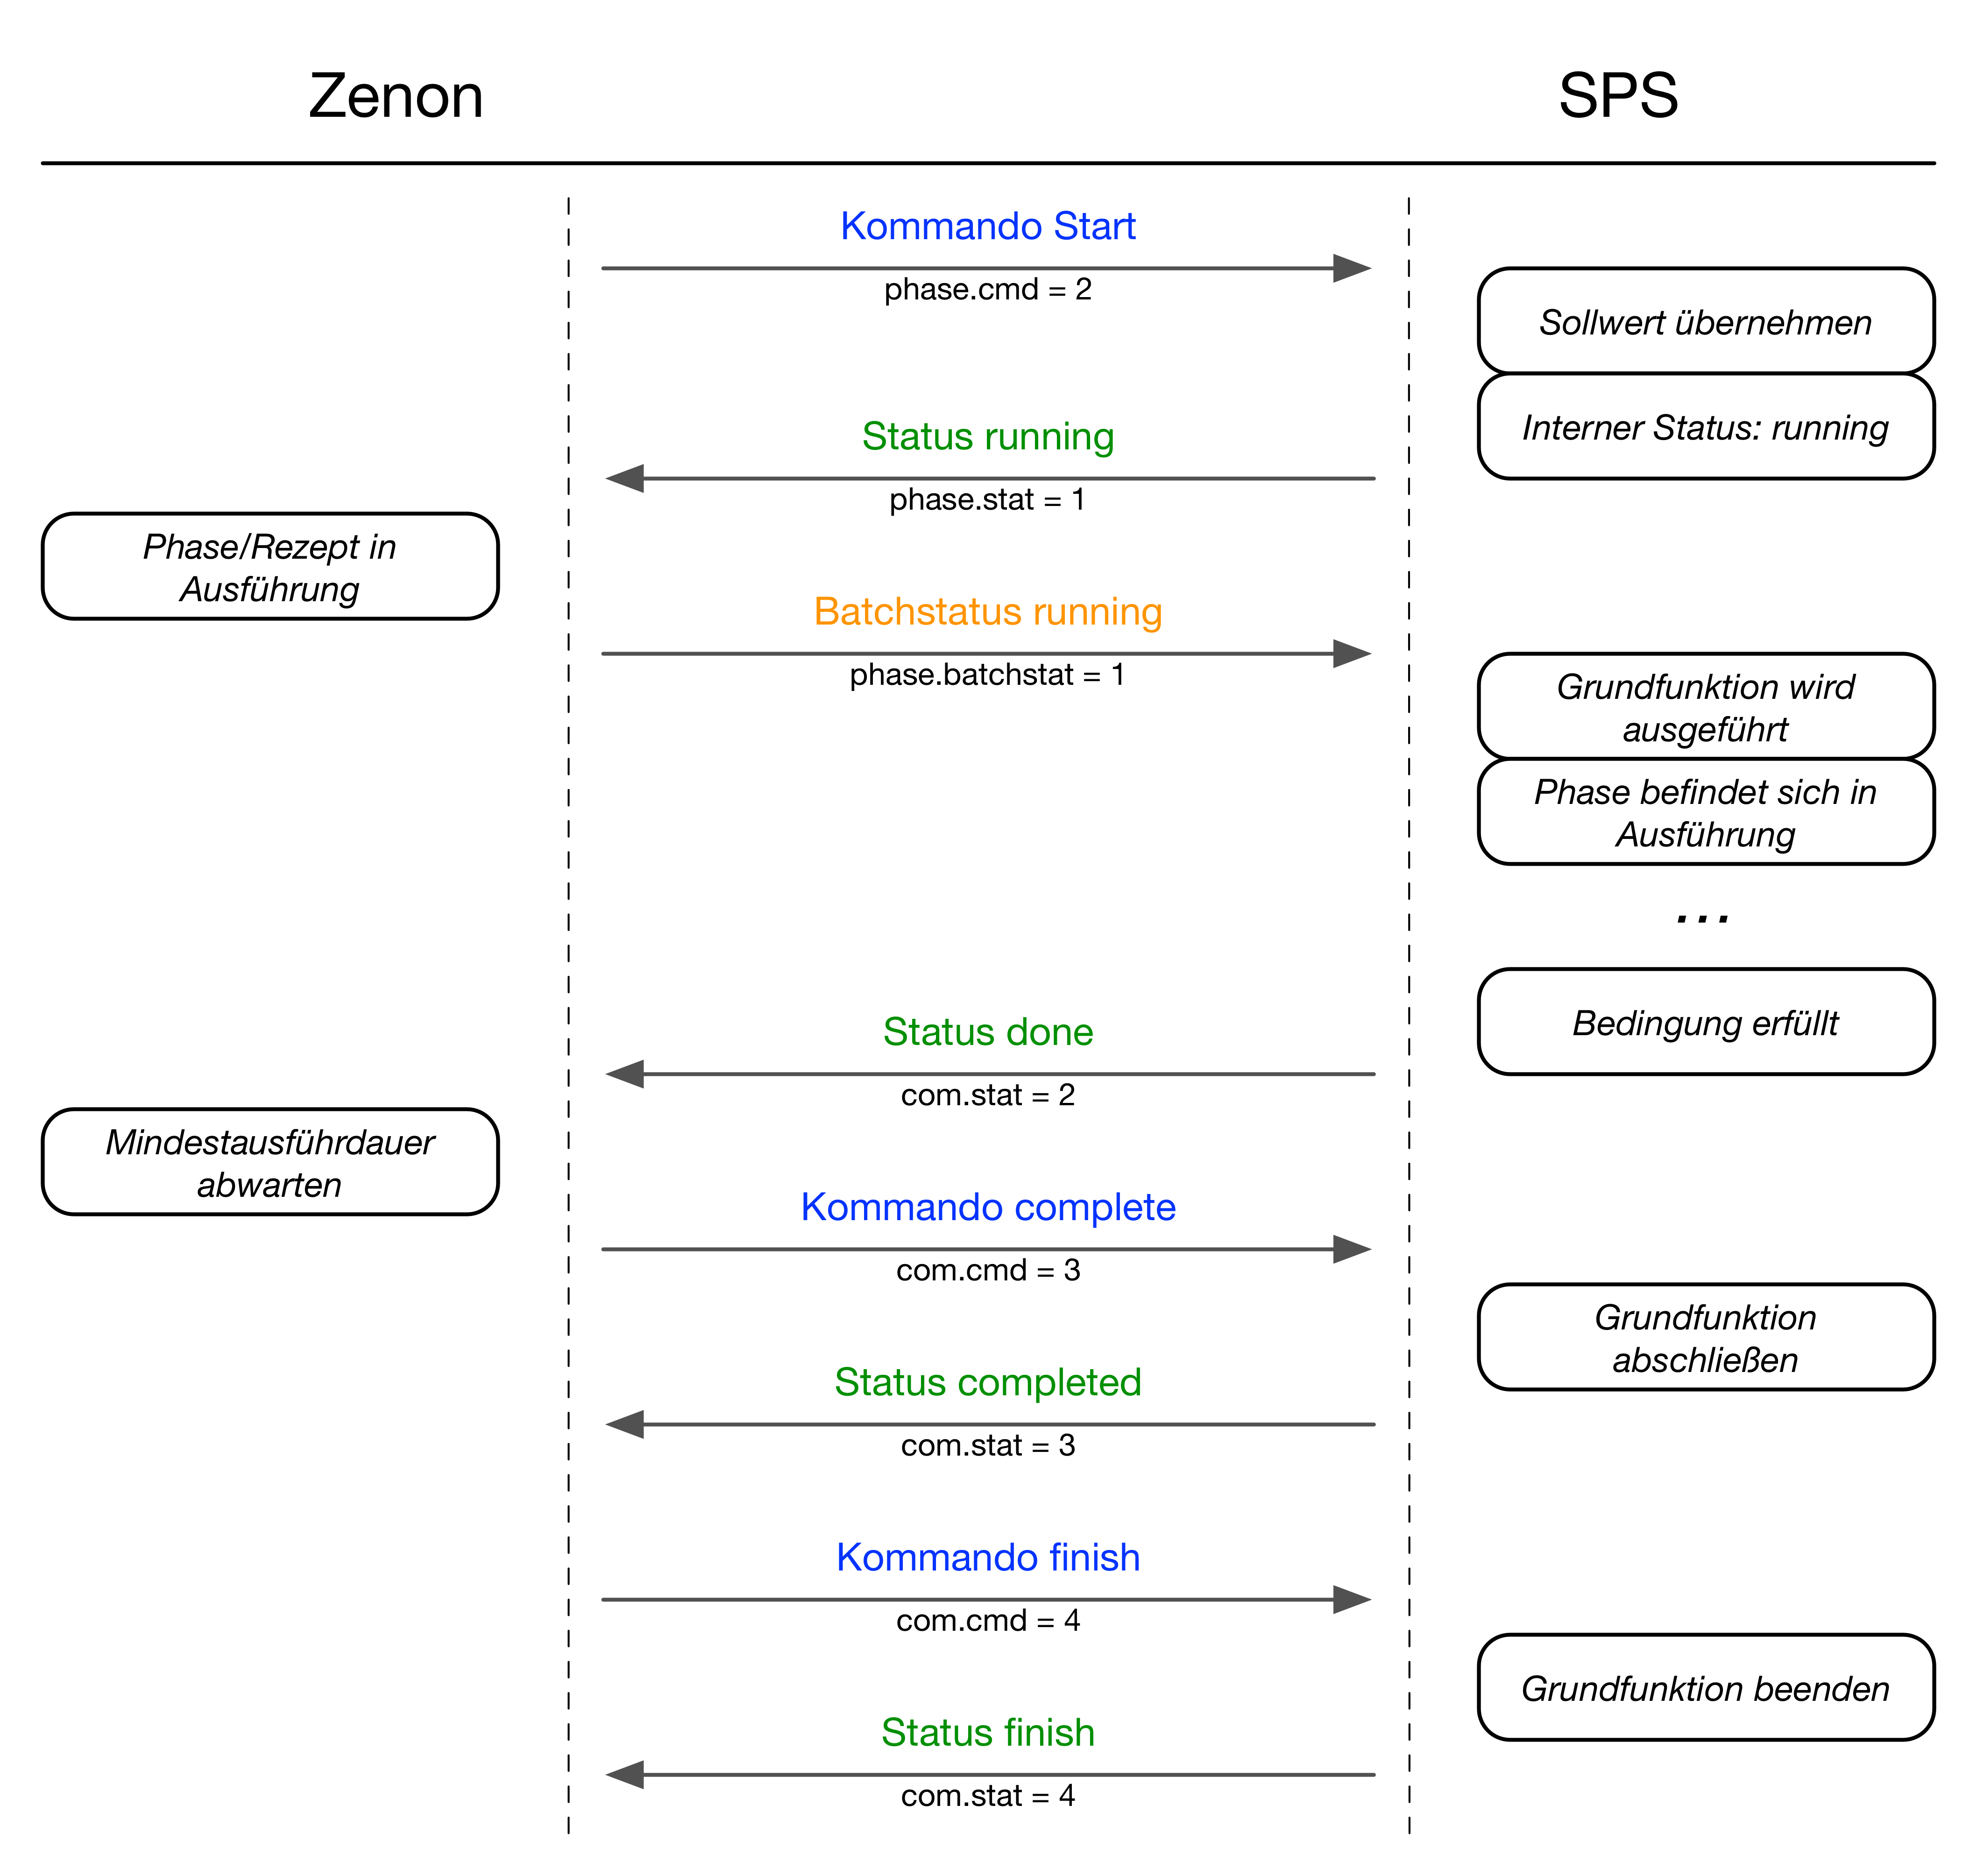 Zenon
SPS
Kommando Start
phase.cmd = 2
Sollwert übernehmen
Interner Status: running
Status running
phase.stat = 1
Phase/Rezept in
Ausführung
Batchstatus running
phase.batchstat = 1
Grundfunktion wird
ausgeführt
Phase befindet sich in
Ausführung
...
Bedingung erfüllt
Status done
com.stat = 2
Mindestausführdauer
abwarten
Kommando complete
com.cmd = 3
Grundfunktion
abschließen
Status completed
com.stat = 3
Kommando finish
com.cmd = 4
Grundfunktion beenden
Status finish
com.stat = 4